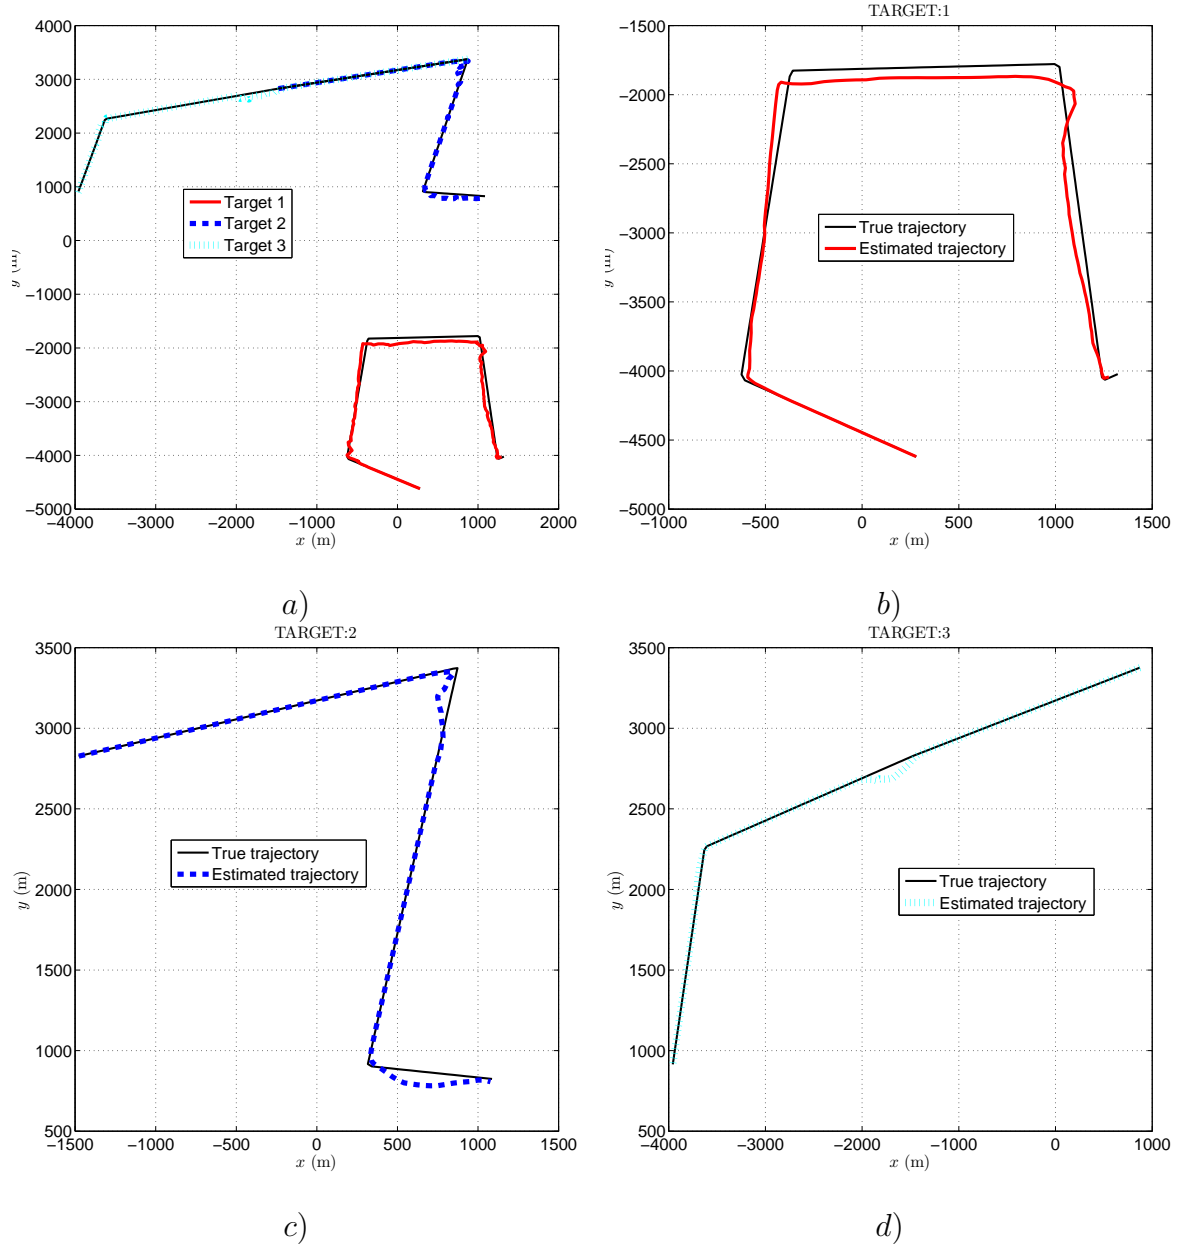 4000
3000
2000
1000
0
−1000
−2000
−3000
−4000
−5000
y (m)
Target 1
Target 2
Target 3
−4000 −3000 −2000 −1000 0 1000 2000
x (m)
a)
TARGET:1
−1500
−2000
−2500
−3000
−3500
−4000
−4500
−5000
y (m)
True trajectory
Estimated trajectory
−1000 −500 0 500 1000 1500
x (m)
b)
TARGET:2
3500
3000
2500
2000
1500
1000
500
y (m)
True trajectory
Estimated trajectory
−1500 −1000 −500 0 500 1000 1500
x (m)
c)
TARGET:3
3500
3000
2500
2000
1500
1000
500
y (m)
True trajectory
Estimated trajectory
−4000 −3000 −2000 −1000 0 1000
x (m)
d)